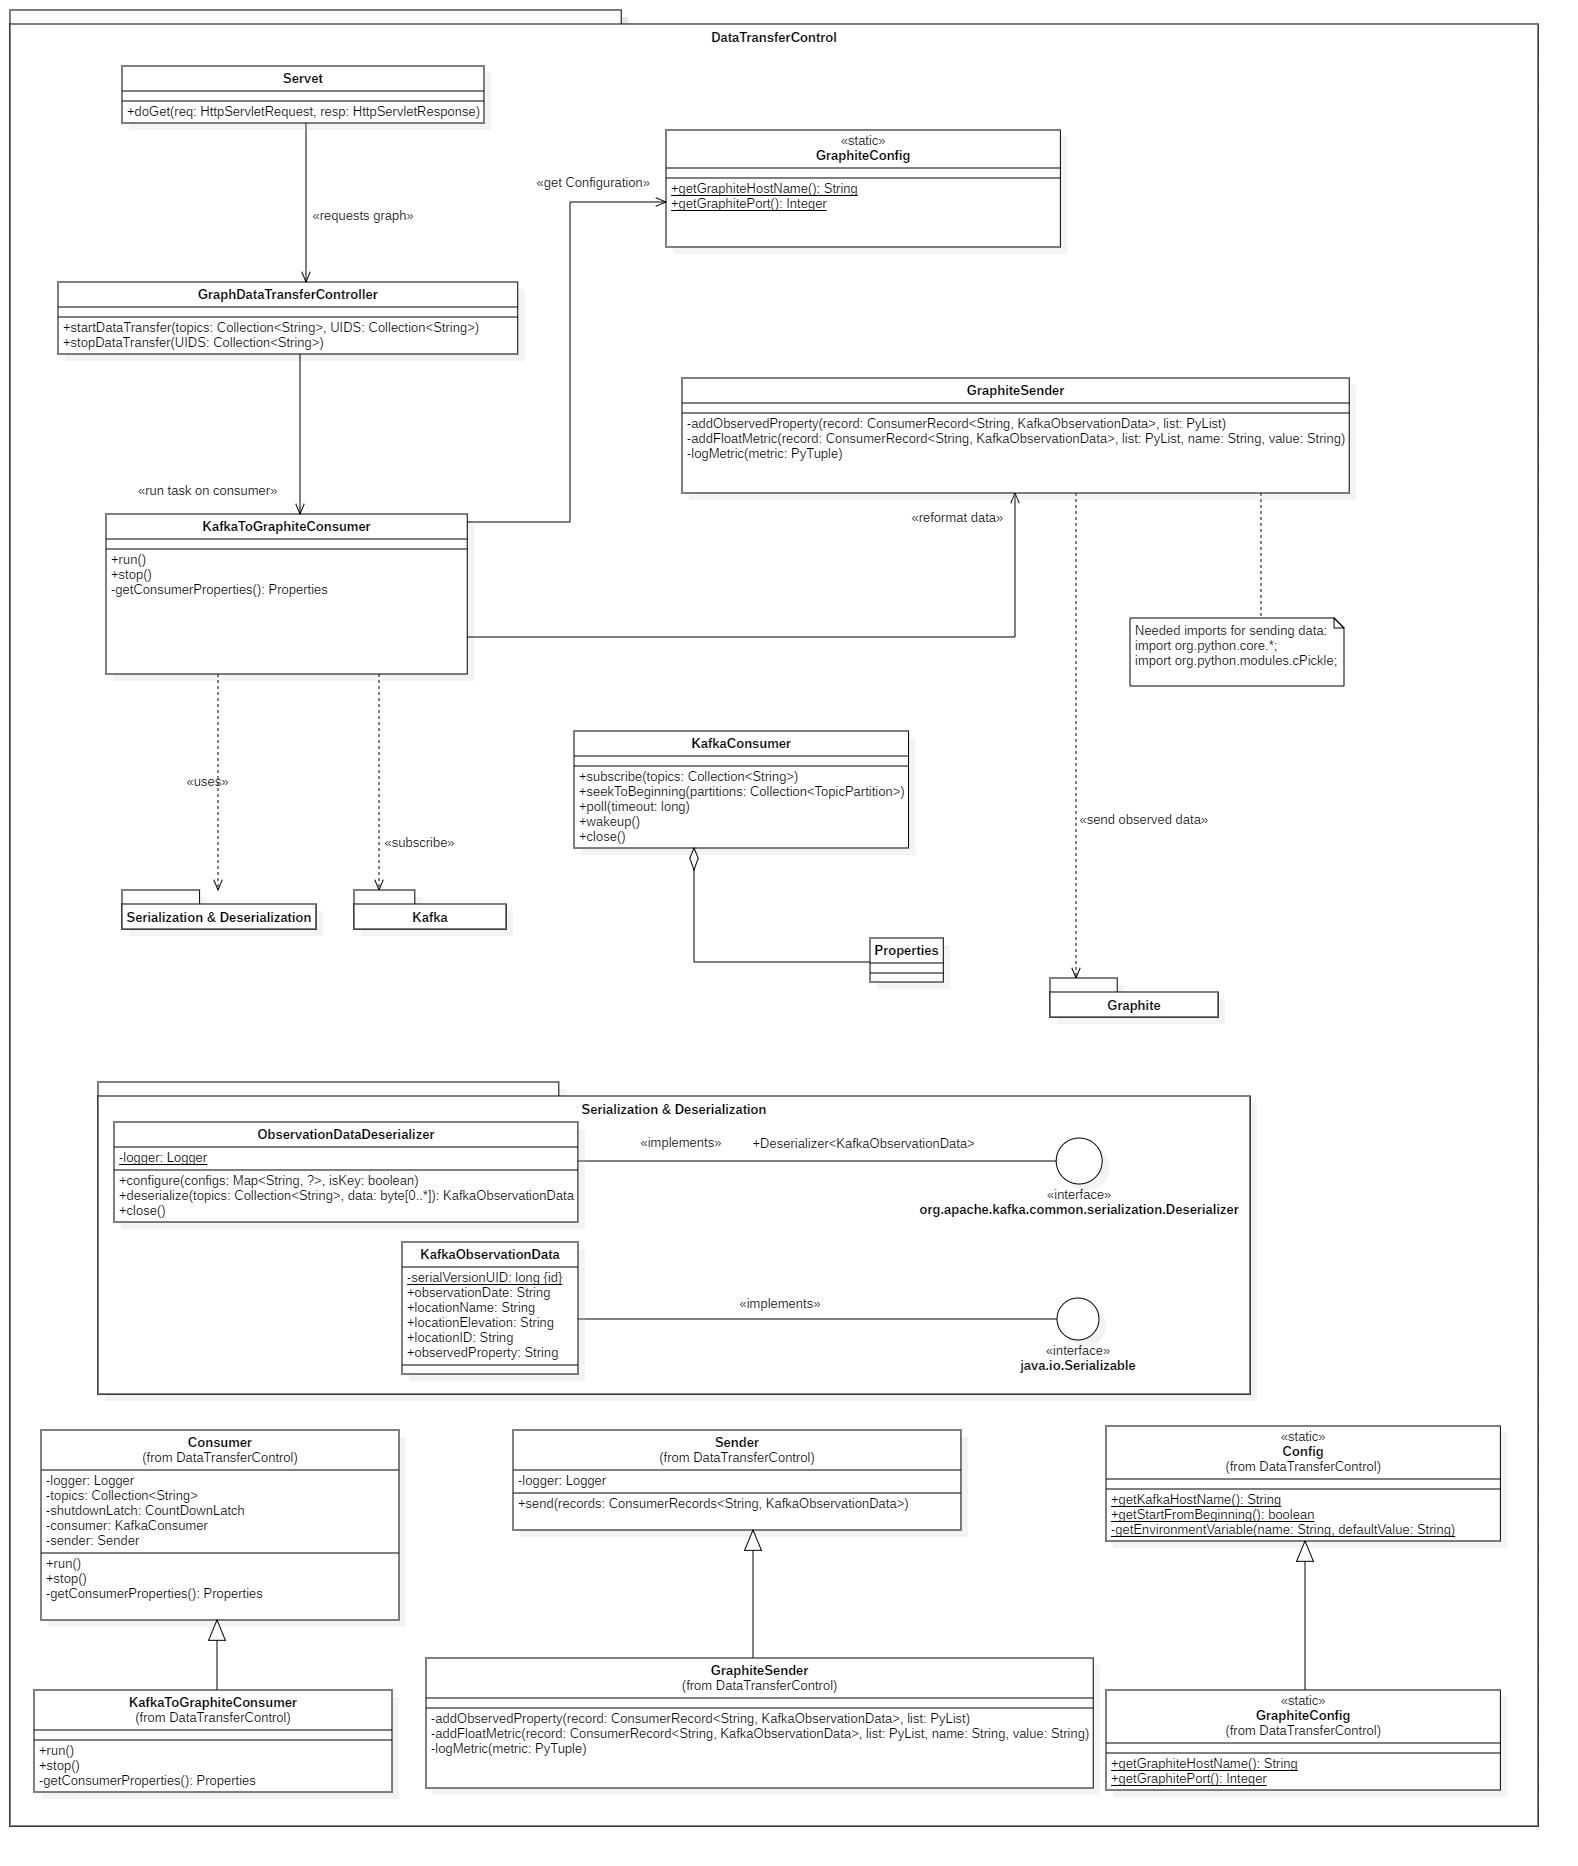 DataTransferControl
Servet
+doGet(req: HttpServletRequest, resp: HttpServletResponse)
«static»
GraphiteConfig
+getGraphiteHostName(): String
+getGraphitePort(): Integer
«get Configuration»
«requests graph»
GraphDataTransferController
+startDataTransfer(topics: Collection<String>, UIDS: Collection<String>)
+stopDataTransfer(UIDS: Collection<String>)
GraphiteSender
-addObservedProperty(record: ConsumerRecord<String, KafkaObservationData>, list: PyList)
-addFloatMetric(record: ConsumerRecord<String, KafkaObservationData>, list: PyList, name: String, value: String)
-logMetric(metric: PyTuple)
«run task on consumer»
«reformat data»
KafkaToGraphiteConsumer
+run()
+stop()
-getConsumerProperties(): Properties
Needed imports for sending data:
import org.python.core.*;
import org.python.modules.cPickle;
KafkaConsumer
+subscribe(topics: Collection<String>)
+seekToBeginning(partitions: Collection<TopicPartition>)
+poll(timeout: long)
+wakeup()
+close()
«uses»
«subscribe»
«send observed data»
Serialization & Deserialization
Kafka
Properties
Graphite
Serialization & Deserialization
ObservationDataDeserializer
-logger: Logger
+configure(configs: Map<String, ?>, isKey: boolean)
+deserialize(topics: Collection<String>, data: byte[0..*]): KafkaObservationData
+close()
«implements»
+Deserializer<KafkaObservationData>
«interface»
org.apache.kafka.common.serialization.Deserializer
KafkaObservationData
-serialVersionUID: long {id}
+observationDate: String
+locationName: String
+locationElevation: String
+locationID: String
+observedProperty: String
«implements»
«interface»
java.io.Serializable
Consumer
(from DataTransferControl)
-logger: Logger
-topics: Collection<String>
-shutdownLatch: CountDownLatch
-consumer: KafkaConsumer
-sender: Sender
+run()
+stop()
-getConsumerProperties(): Properties
Sender
(from DataTransferControl)
-logger: Logger
+send(records: ConsumerRecords<String, KafkaObservationData>)
«static»
Config
(from DataTransferControl)
+getKafkaHostName(): String
+getStartFromBeginning(): boolean
-getEnvironmentVariable(name: String, defaultValue: String)
KafkaToGraphiteConsumer
(from DataTransferControl)
+run()
+stop()
-getConsumerProperties(): Properties
GraphiteSender
(from DataTransferControl)
-addObservedProperty(record: ConsumerRecord<String, KafkaObservationData>, list: PyList)
-addFloatMetric(record: ConsumerRecord<String, KafkaObservationData>, list: PyList, name: String, value: String)
-logMetric(metric: PyTuple)
«static»
GraphiteConfig
(from DataTransferControl)
+getGraphiteHostName(): String
+getGraphitePort(): Integer